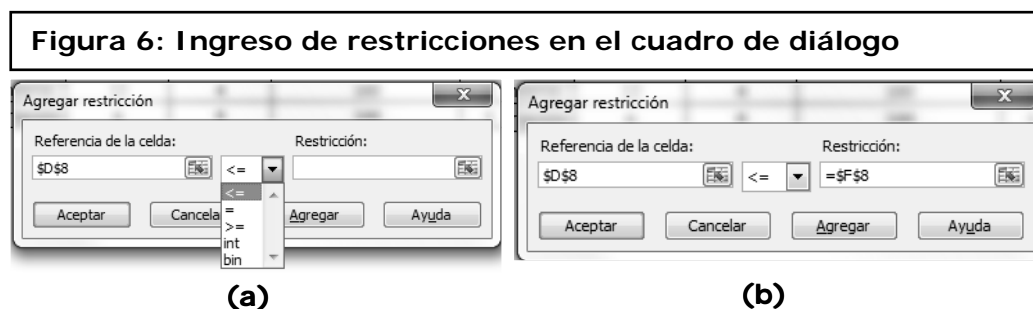 Figura 6: Ingreso de restricciones en el cuadro de diálogo
Agregar restricción
Referencia de la celda:
Restricción:
$D$8
<=
<=
=
>=
int
bin
Aceptar
Cancela
Agregar
Ayuda
(a)
Agregar restricción
Referencia de la celda:
Restricción:
$D$8
<=
=$F$8
Aceptar
Cancelar
Agregar
Ayuda
(b)